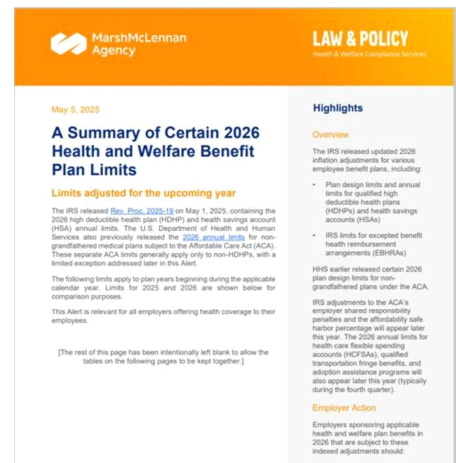 MarshMcLennan
Agency
LAW & POLICY
Health & Welfare Compliance Services
May 5, 2025
A Summary of Certain 2026
Health and Welfare Benefit
Plan Limits
Limits adjusted for the upcoming year
The IRS released Rev. Proc. 2025-19 on May 1, 2025, containing the
2026 high deductible health plan (HDHP) and health savings account
(HSA) annual limits. The U.S. Department of Health and Human
Services also previously released the 2026 annual limits for non-
grandfathered medical plans subject to the Affordable Care Act (ACA).
These separate ACA limits generally apply only to non-HDHPs, with a
limited exception addressed later in this Alert.
The following limits apply to plan years beginning during the applicable
calendar year. Limits for 2025 and 2026 are shown below for
comparison purposes.
This Alert is relevant for all employers offering health coverage to their
employees.
[The rest of this page has been intentionally left blank to allow the
tables on the following pages to be kept together.]
Highlights
Overview
The IRS released updated 2026
inflation adjustments for various
employee benefit plans, including:
• Plan design limits and annual
limits for qualified high
deductible health plans
(HDHPs) and health savings
accounts (HSAs)
• IRS limits for excepted benefit
health reimbursement
arrangements (EBHRAs)
HHS earlier released certain 2026
plan design limits for non-
grandfathered plans under the ACA.
IRS adjustments to the ACA's
employer shared responsibility
penalties and the affordability safe
harbor percentage will appear later
this year. The 2026 annual limits for
health care flexible spending
accounts (HCFSAs), qualified
transportation fringe benefits, and
adoption assistance programs will
also appear later this year (typically
during the fourth quarter).
Employer Action
Employers sponsoring applicable
health and welfare plan benefits in
2026 that are subject to these
indexed adjustments should: